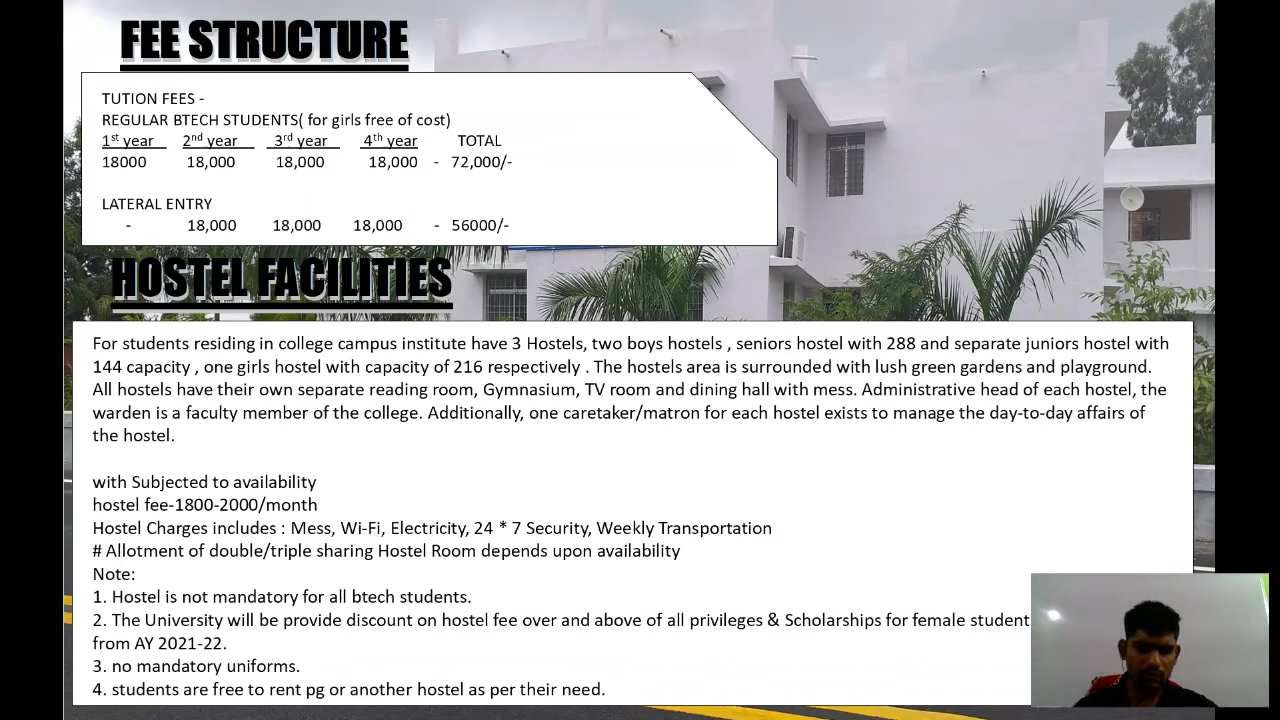 FEE STRUCTURE
TUTION FEES -
REGULAR BTECH STUDENTS( for girls free of cost)
1st year 2nd year 3rd year 4th year TOTAL
18000 18,000 18,000 18,000 - 72,000/-
LATERAL ENTRY
- 18,000 18,000 18,000 - 56000/-
HOSTEL FACILITIES
For students residing in college campus institute have 3 Hostels, two boys hostels , seniors hostel with 288 and separate juniors hostel with
144 capacity , one girls hostel with capacity of 216 respectively . The hostels area is surrounded with lush green gardens and playground.
All hostels have their own separate reading room, Gymnasium, TV room and dining hall with mess. Administrative head of each hostel, the
warden is a faculty member of the college. Additionally, one caretaker/matron for each hostel exists to manage the day-to-day affairs of
the hostel.
with Subjected to availability
hostel fee-1800-2000/month
Hostel Charges includes : Mess, Wi-Fi, Electricity, 24 * 7 Security, Weekly Transportation
# Allotment of double/triple sharing Hostel Room depends upon availability
Note:
1. Hostel is not mandatory for all btech students.
2. The University will be provide discount on hostel fee over and above of all privileges & Scholarships for female student
from AY 2021-22.
3. no mandatory uniforms.
4. students are free to rent pg or another hostel as per their need.